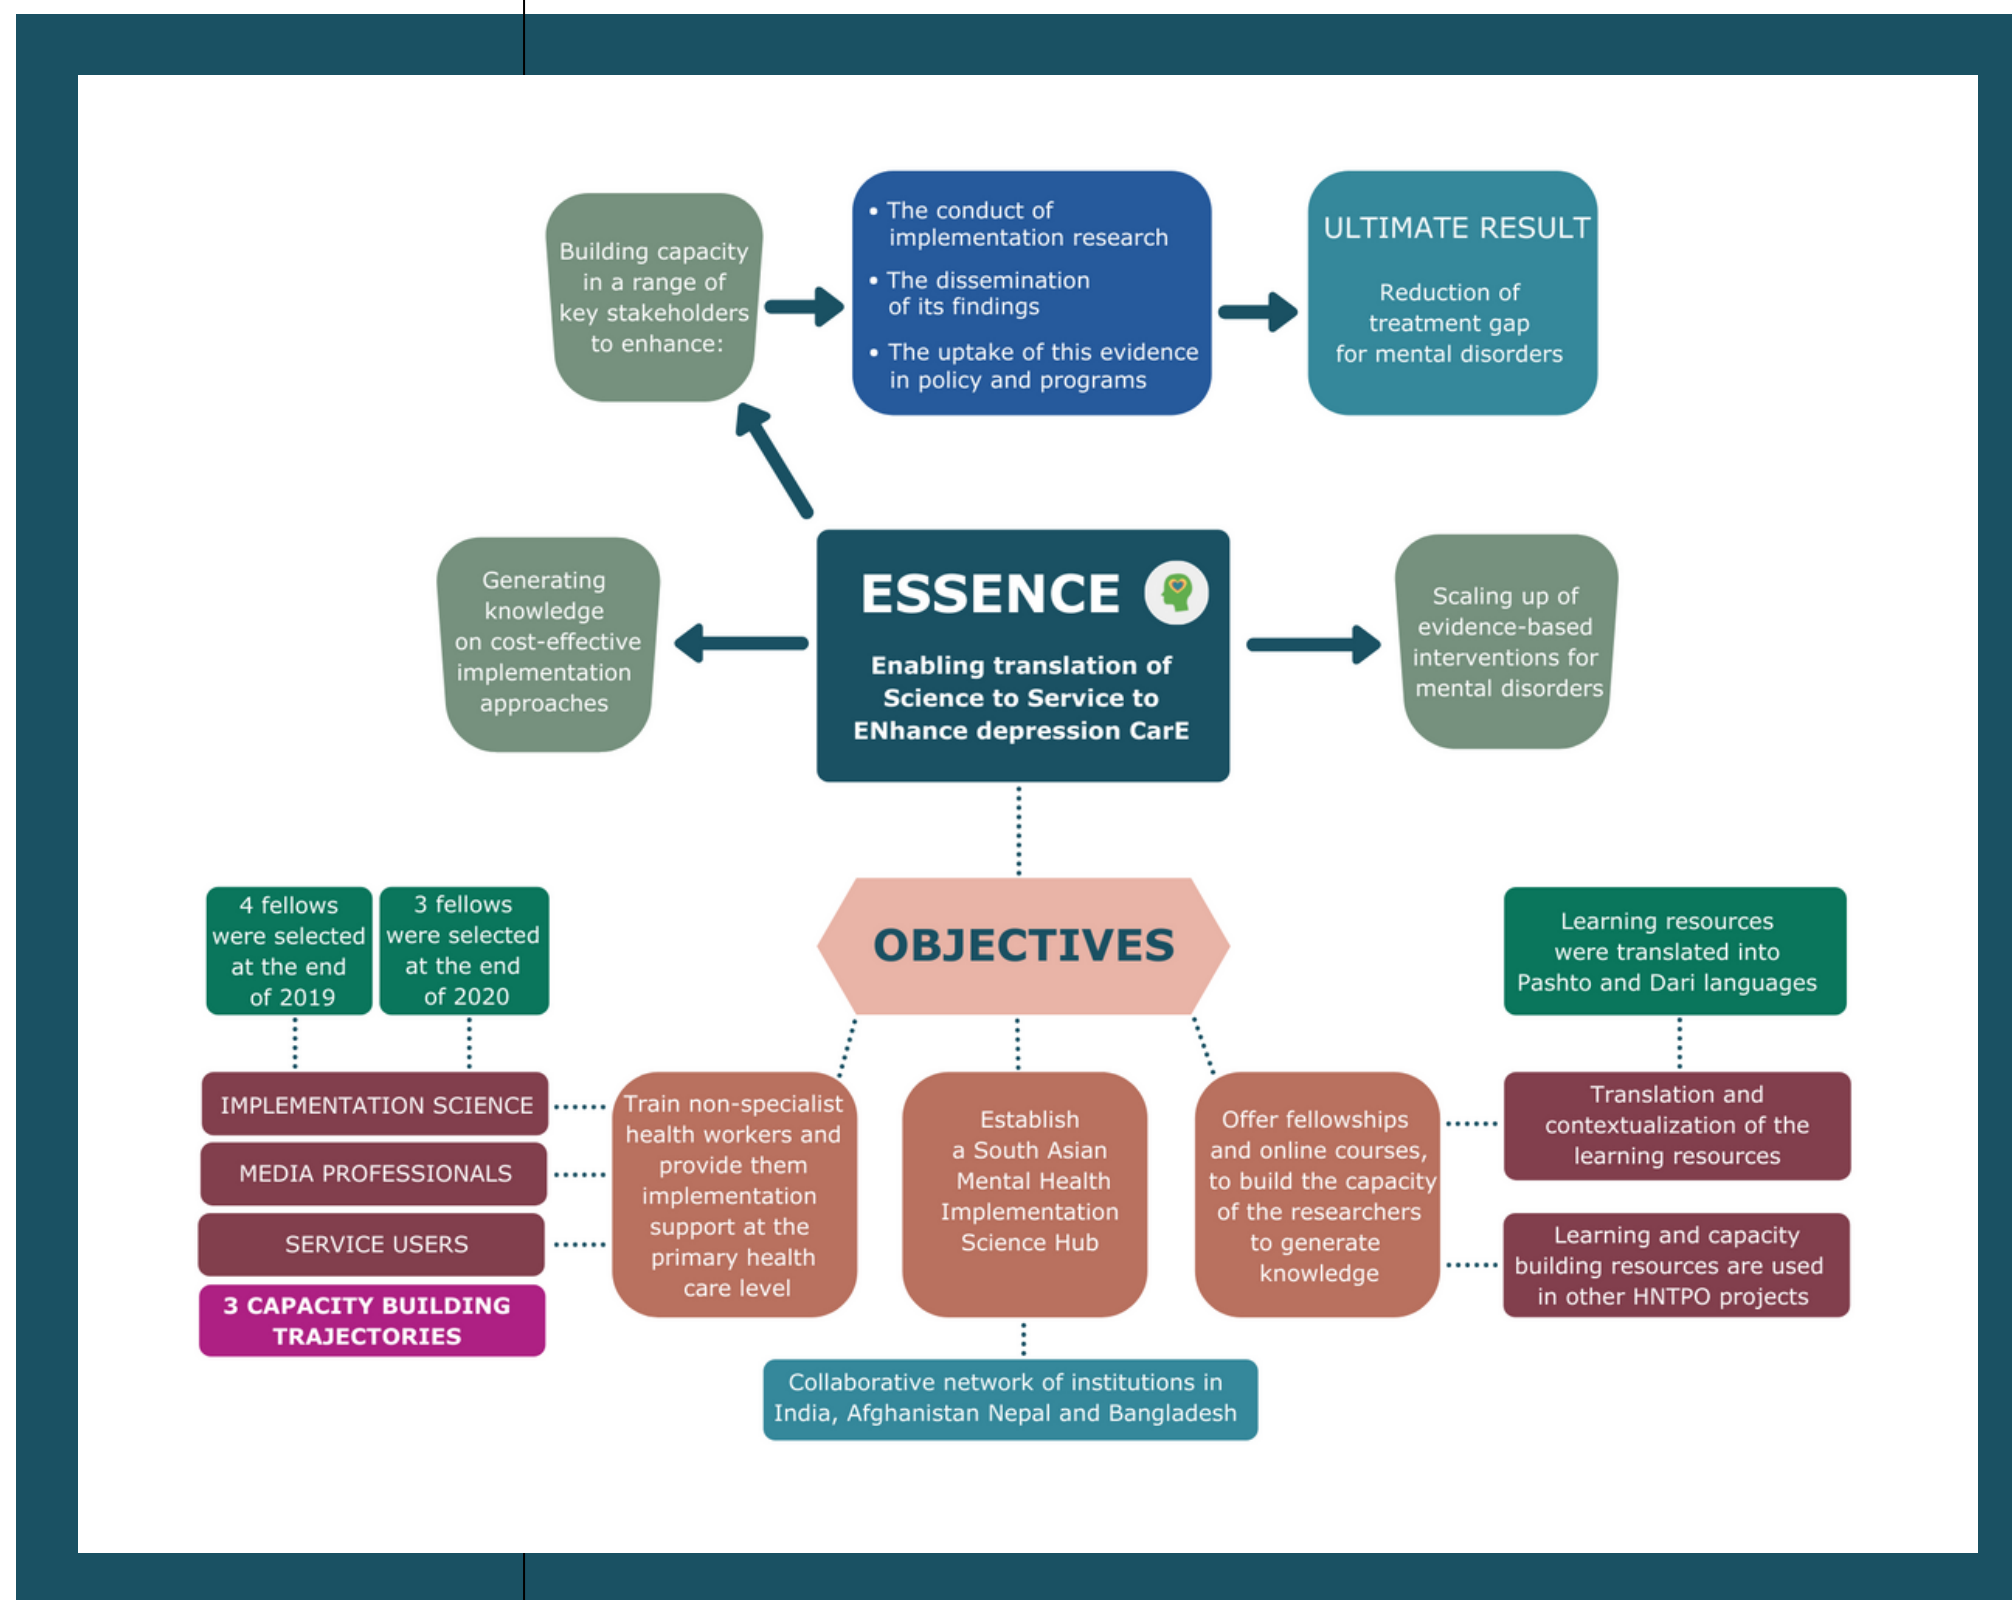 Building capacity
in a range of
key stakeholders
to enhance:
• The conduct of
implementation research
• The dissemination
of its findings
• The uptake of this evidence
in policy and programs
ULTIMATE RESULT
Reduction of
treatment gap
for mental disorders
Generating
knowledge
on cost-effective
implementation
approaches
ESSENCE
Enabling translation of
Science to Service to
ENhance depression CarE
Scaling up of
evidence-based
interventions for
mental disorders
OBJECTIVES
4 fellows
were selected
at the end
of 2019
3 fellows
were selected
at the end
of 2020
IMPLEMENTATION SCIENCE
MEDIA PROFESSIONALS
SERVICE USERS
3 CAPACITY BUILDING
TRAJECTORIES
Train non-specialist
health workers and
provide them
implementation
support at the
primary health
care level
Establish
a South Asian
Mental Health
Implementation
Science Hub
Collaborative network of institutions in
India, Afghanistan Nepal and Bangladesh
Offer fellowships
and online courses,
to build the capacity
of the researchers
to generate
knowledge
Learning resources
were translated into
Pashto and Dari languages
Translation and
contextualization of the
learning resources
Learning and capacity
building resources are used
in other HNTPO projects